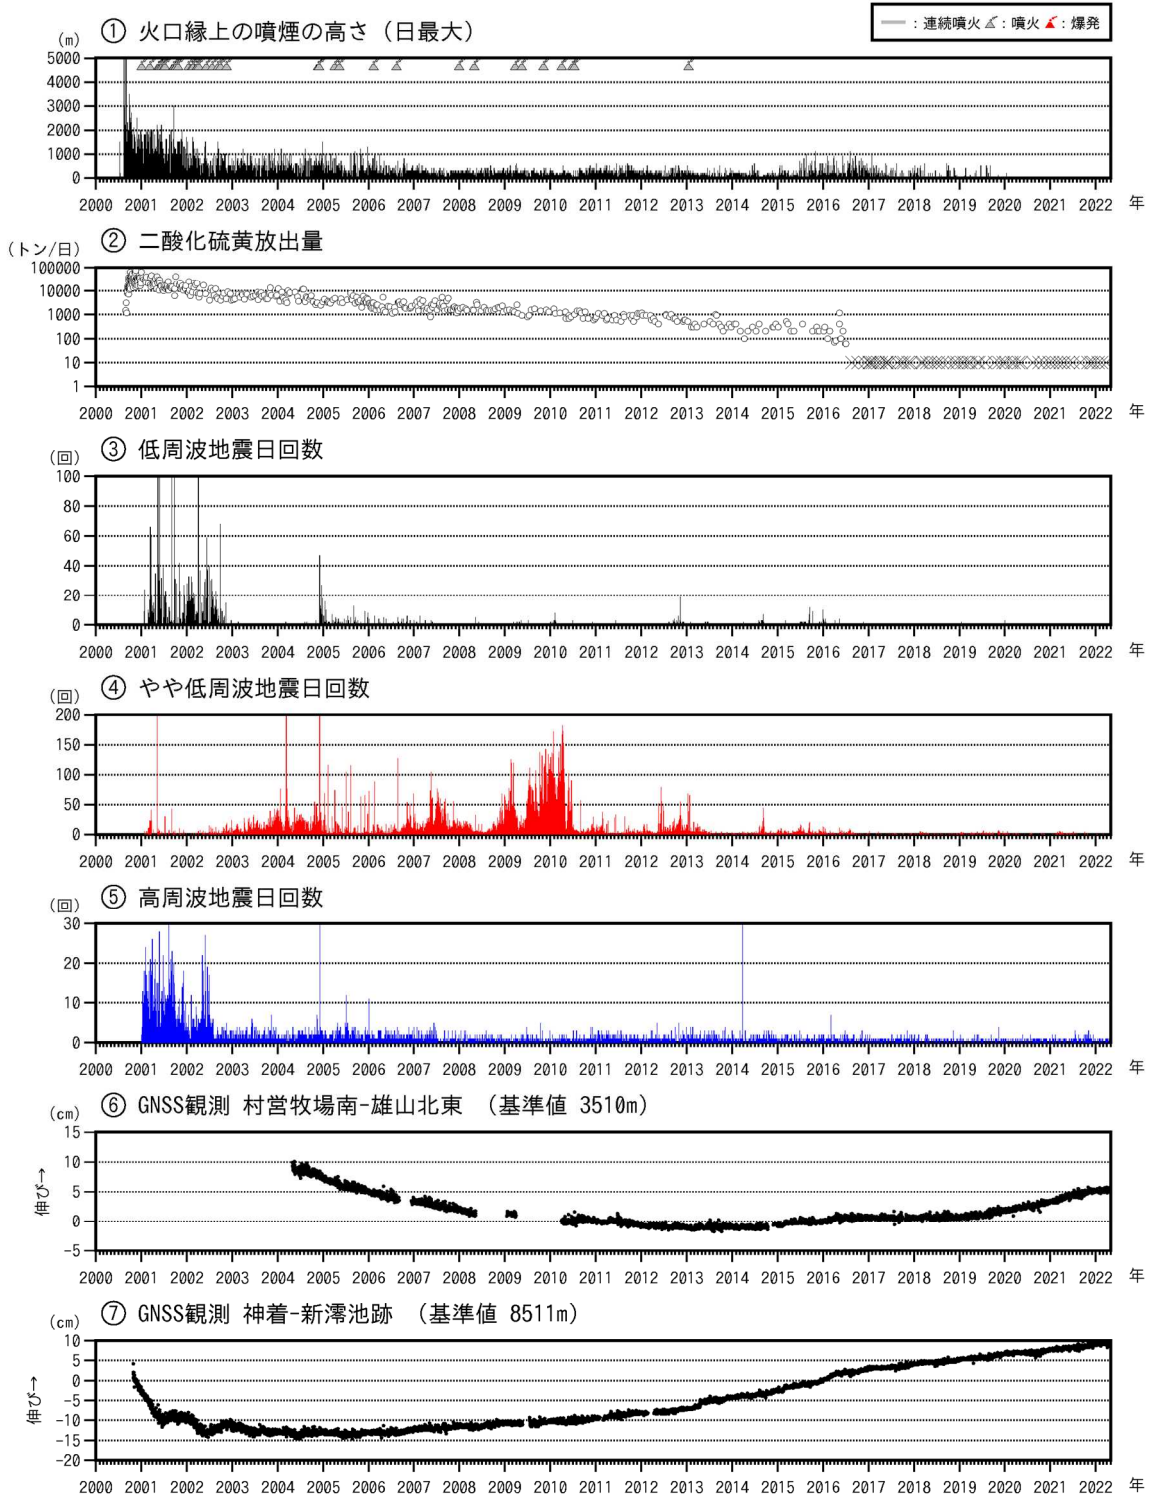 ① 火口縁上の噴煙の高さ（日最大）
：連続噴火 ：噴火 ：爆発
(m)
5000
4000
3000
2000
1000
0
2000 2001 2002 2003 2004 2005 2006 2007 2008 2009 2010 2011 2012 2013 2014 2015 2016 2017 2018 2019 2020 2021 2022 年
② 二酸化硫黄放出量
(トン/日)
100000
10000
1000
100
10
1
2000 2001 2002 2003 2004 2005 2006 2007 2008 2009 2010 2011 2012 2013 2014 2015 2016 2017 2018 2019 2020 2021 2022 年
③ 低周波地震日回数
(回)
100
80
60
40
20
0
2000 2001 2002 2003 2004 2005 2006 2007 2008 2009 2010 2011 2012 2013 2014 2015 2016 2017 2018 2019 2020 2021 2022 年
④ やや低周波地震日回数
(回)
200
150
100
50
0
2000 2001 2002 2003 2004 2005 2006 2007 2008 2009 2010 2011 2012 2013 2014 2015 2016 2017 2018 2019 2020 2021 2022 年
⑤ 高周波地震日回数
(回)
30
20
10
0
2000 2001 2002 2003 2004 2005 2006 2007 2008 2009 2010 2011 2012 2013 2014 2015 2016 2017 2018 2019 2020 2021 2022 年
⑥ GNSS観測 村営牧場南-雄山北東 （基準値 3510m）
(cm)
15
10
5
0
-5
伸び→
2000 2001 2002 2003 2004 2005 2006 2007 2008 2009 2010 2011 2012 2013 2014 2015 2016 2017 2018 2019 2020 2021 2022 年
⑦ GNSS観測 神着-新澪池跡 （基準値 8511m）
(cm)
10
5
0
-5
-10
-15
-20
伸び→
2000 2001 2002 2003 2004 2005 2006 2007 2008 2009 2010 2011 2012 2013 2014 2015 2016 2017 2018 2019 2020 2021 2022 年